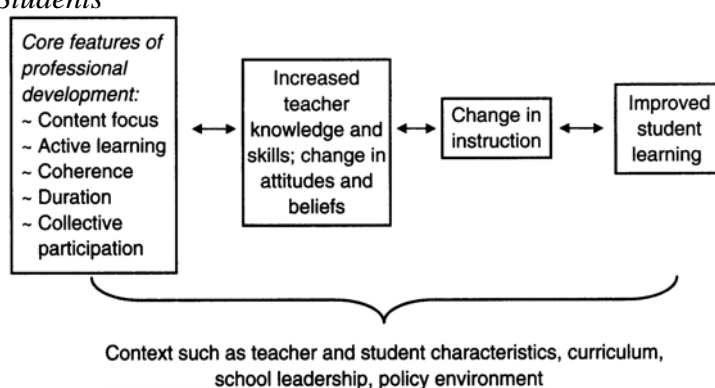 Students
Core features of
professional
development:
~ Content focus
~ Active learning
~ Coherence
~ Duration
~ Collective
participation
Increased
teacher
knowledge and
skills; change in
attitudes and
beliefs
Change in
instruction
Improved
student
learning
Context such as teacher and student characteristics, curriculum,
school leadership, policy environment